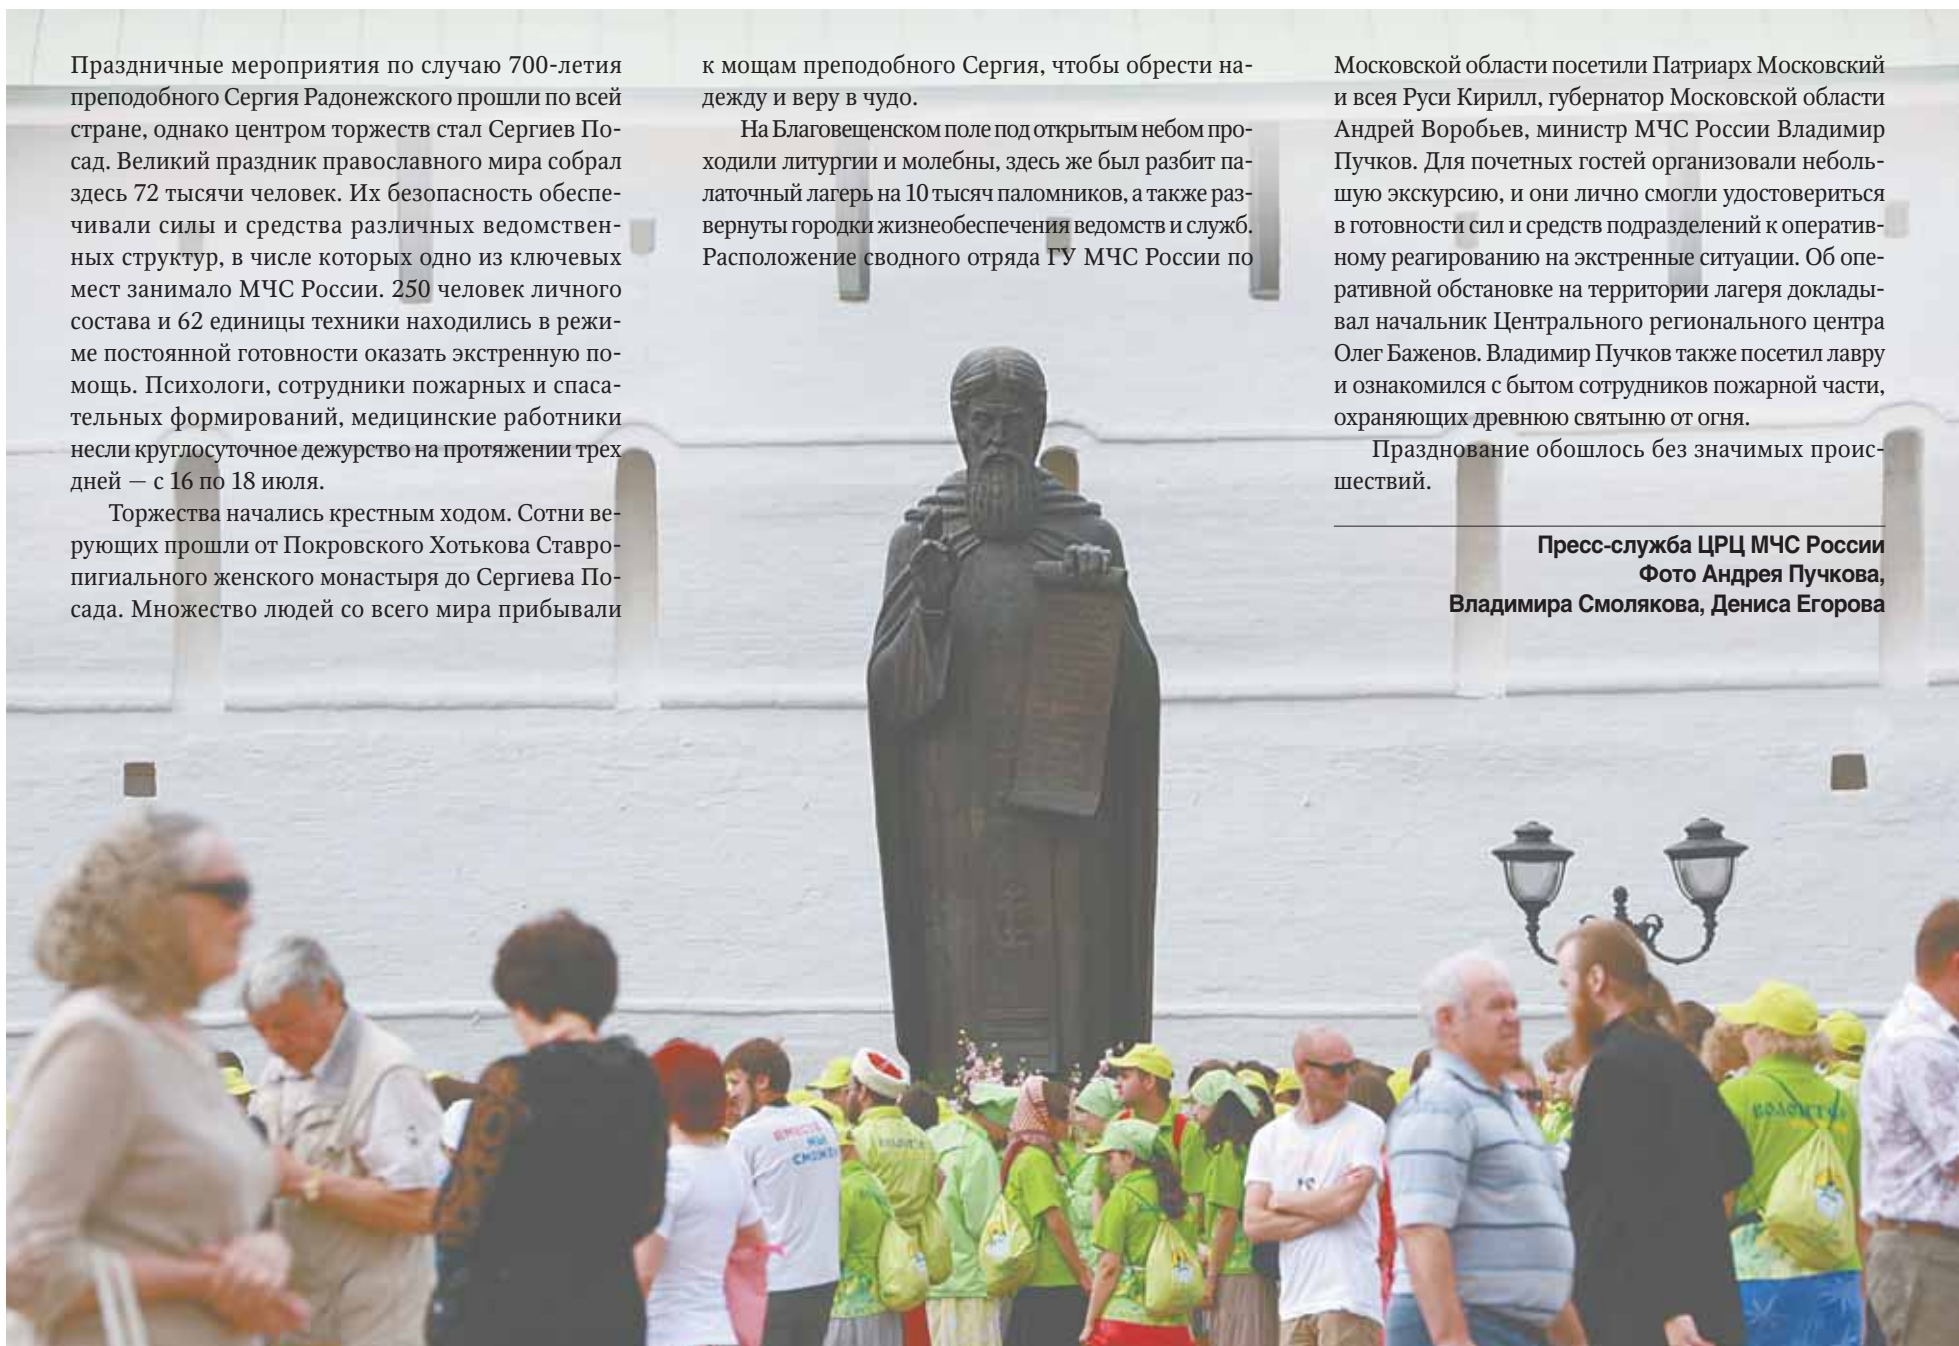 Праздничные мероприятия по случаю 700-летия
преподобного Сергия Радонежского прошли по всей
стране, однако центром торжеств стал Сергиев По-
сад. Великий праздник православного мира собрал
здесь 72 тысячи человек. Их безопасность обеспе-
чивали силы и средства различных ведомствен-
ных структур, в числе которых одно из ключевых
мест занимало МЧС России. 250 человек личного
состава и 62 единицы техники находились в режи-
ме постоянной готовности оказать экстренную по-
мощь. Психологи, сотрудники пожарных и спаса-
тельных формирований, медицинские работники
несли круглосуточное дежурство на протяжении трех
дней — с 16 по 18 июля.
Торжества начались крестным ходом. Сотни ве-
рующих прошли от Покровского Хотькова Ставро-
пигиального женского монастыря до Сергиева По-
сада. Множество людей со всего мира прибывали
к мощам преподобного Сергия, чтобы обрести на-
дежду и веру в чудо.
На Благовещенском поле под открытым небом про-
ходили литургии и молебны, здесь же был разбит па-
латочный лагерь на 10 тысяч паломников, а также раз-
вернуты городки жизнеобеспечения ведомств и служб.
Расположение сводного отряда ГУ МЧС России по
Московской области посетили Патриарх Московский
и всея Руси Кирилл, губернатор Московской области
Андрей Воробьев, министр МЧС России Владимир
Пучков. Для почетных гостей организовали неболь-
шую экскурсию, и они лично смогли удостовериться
в готовности сил и средств подразделений к оператив-
ному реагированию на экстренные ситуации. Об опе-
ративной обстановке на территории лагеря доклады-
вал начальник Центрального регионального центра
Олег Баженов. Владимир Пучков также посетил лавру
и ознакомился с бытом сотрудников пожарной части,
охраняющих древнюю святыню от огня.
Празднование обошлось без значимых проис-
шествий.
Пресс-служба ЦРЦ МЧС России
Фото Андрея Пучкова,
Владимира Смолякова, Дениса Егорова